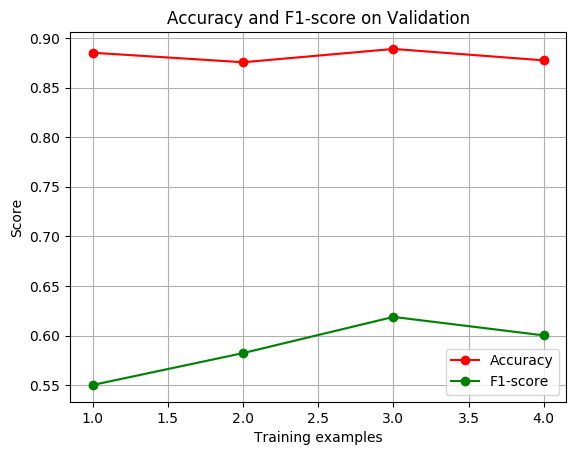 Accuracy and F1-score on Validation
0.90
0.85
0.80
0.75
0.70
0.65
0.60
0.55
Score
Accuracy
F1-score
1.0 1.5 2.0 2.5 3.0 3.5 4.0
Training examples